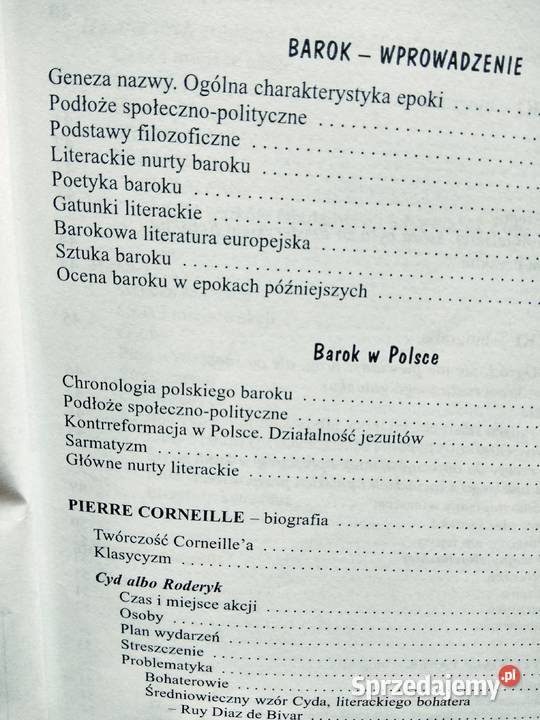 BAROK – WPROWADZENIE
Geneza nazwy. Ogólna charakterystyka epoki
Podłoże społeczno-polityczne
Podstawy filozoficzne
Literackie nurty baroku
Poetyka baroku
Gatunki literackie
Barokowa literatura europejska
Sztuka baroku
Ocena baroku w epokach późniejszych
Barok w Polsce
Chronologia polskiego baroku
Podłoże społeczno-polityczne
Kontrreformacja w Polsce. Działalność jezuitów
Sarmatyzm
Główne nurty literackie
PIERRE CORNEILLE – biografia
Twórczość Corneille'a
Klasycyzm
Cyd albo Roderyk
Czas i miejsce akcji
Osoby
Plan wydarzeń
Streszczenie
Problematyka
Bohaterowie
Średniowieczny wzór Cyda, literackiego bohatera
– Ruy Diaz de Bivar
Sprzedajemy.pl